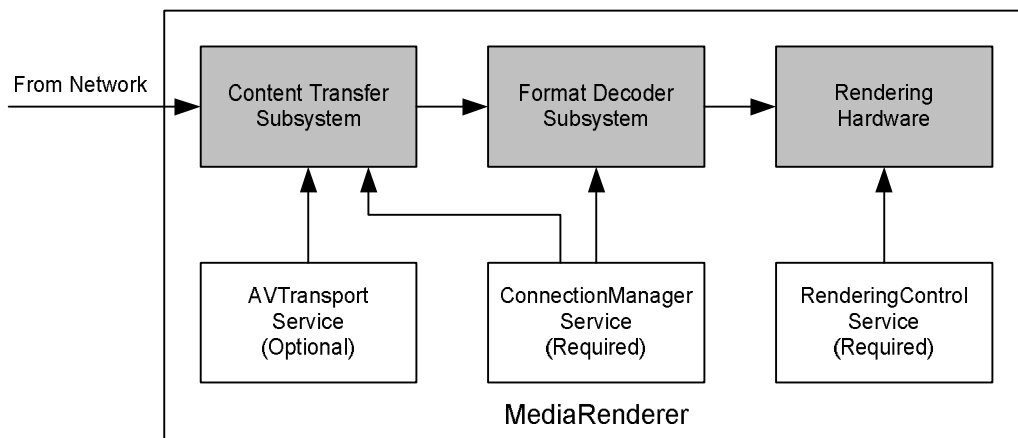 From Network
Content Transfer
Subsystem
Format Decoder
Subsystem
Rendering
Hardware
AVTransport
Service
(Optional)
ConnectionManager
Service
(Required)
RenderingControl
Service
(Required)
MediaRenderer